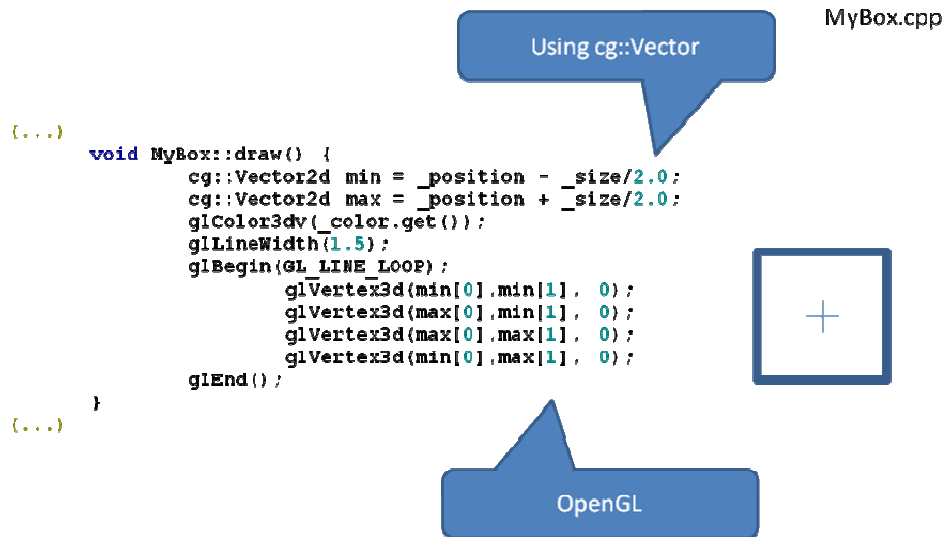 MyBox.cpp
Using cg::Vector
(...)
void MyBox::draw() {
cg::Vector2d min = _position - _size/2.0;
cg::Vector2d max = _position + _size/2.0;
glColor3dv(_color.get());
glLineWidth(1.5);
glBegin(GL_LINE_LOOP);
glVertex3d(min[0],min[1], 0);
glVertex3d(max[0],min[1], 0);
glVertex3d(max[0],max[1], 0);
glVertex3d(min[0],max[1], 0);
glEnd();
}
(...)
OpenGL